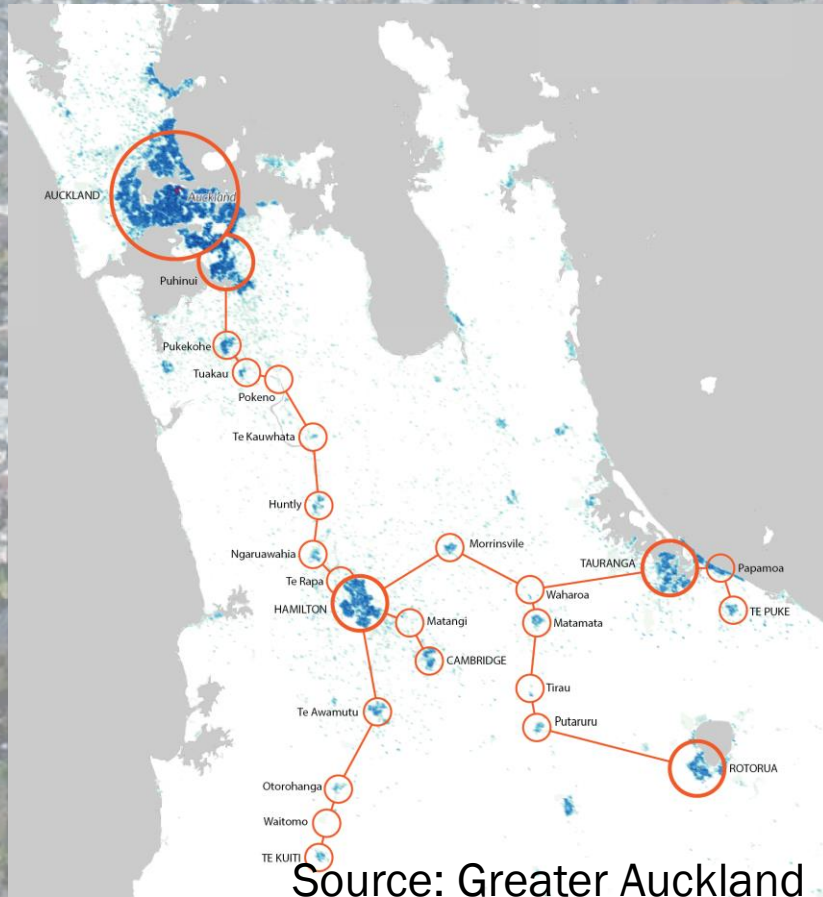 AUCKLAND
Auckland
Puhinui
Pukekohe
Tuakau
Pokeno
Te Kauwhata
Huntly
Ngaruawahia
Morrinsvile
TAURANGA
Papamoa
Te Rapa
Waharoa
HAMILTON
TE PUKE
Matangi
Matamata
CAMBRIDGE
Tirau
Te Awamutu
Putaruru
ROTORUA
Otorohanga
Waitomo
TE KUITI
Source: Greater Auckland